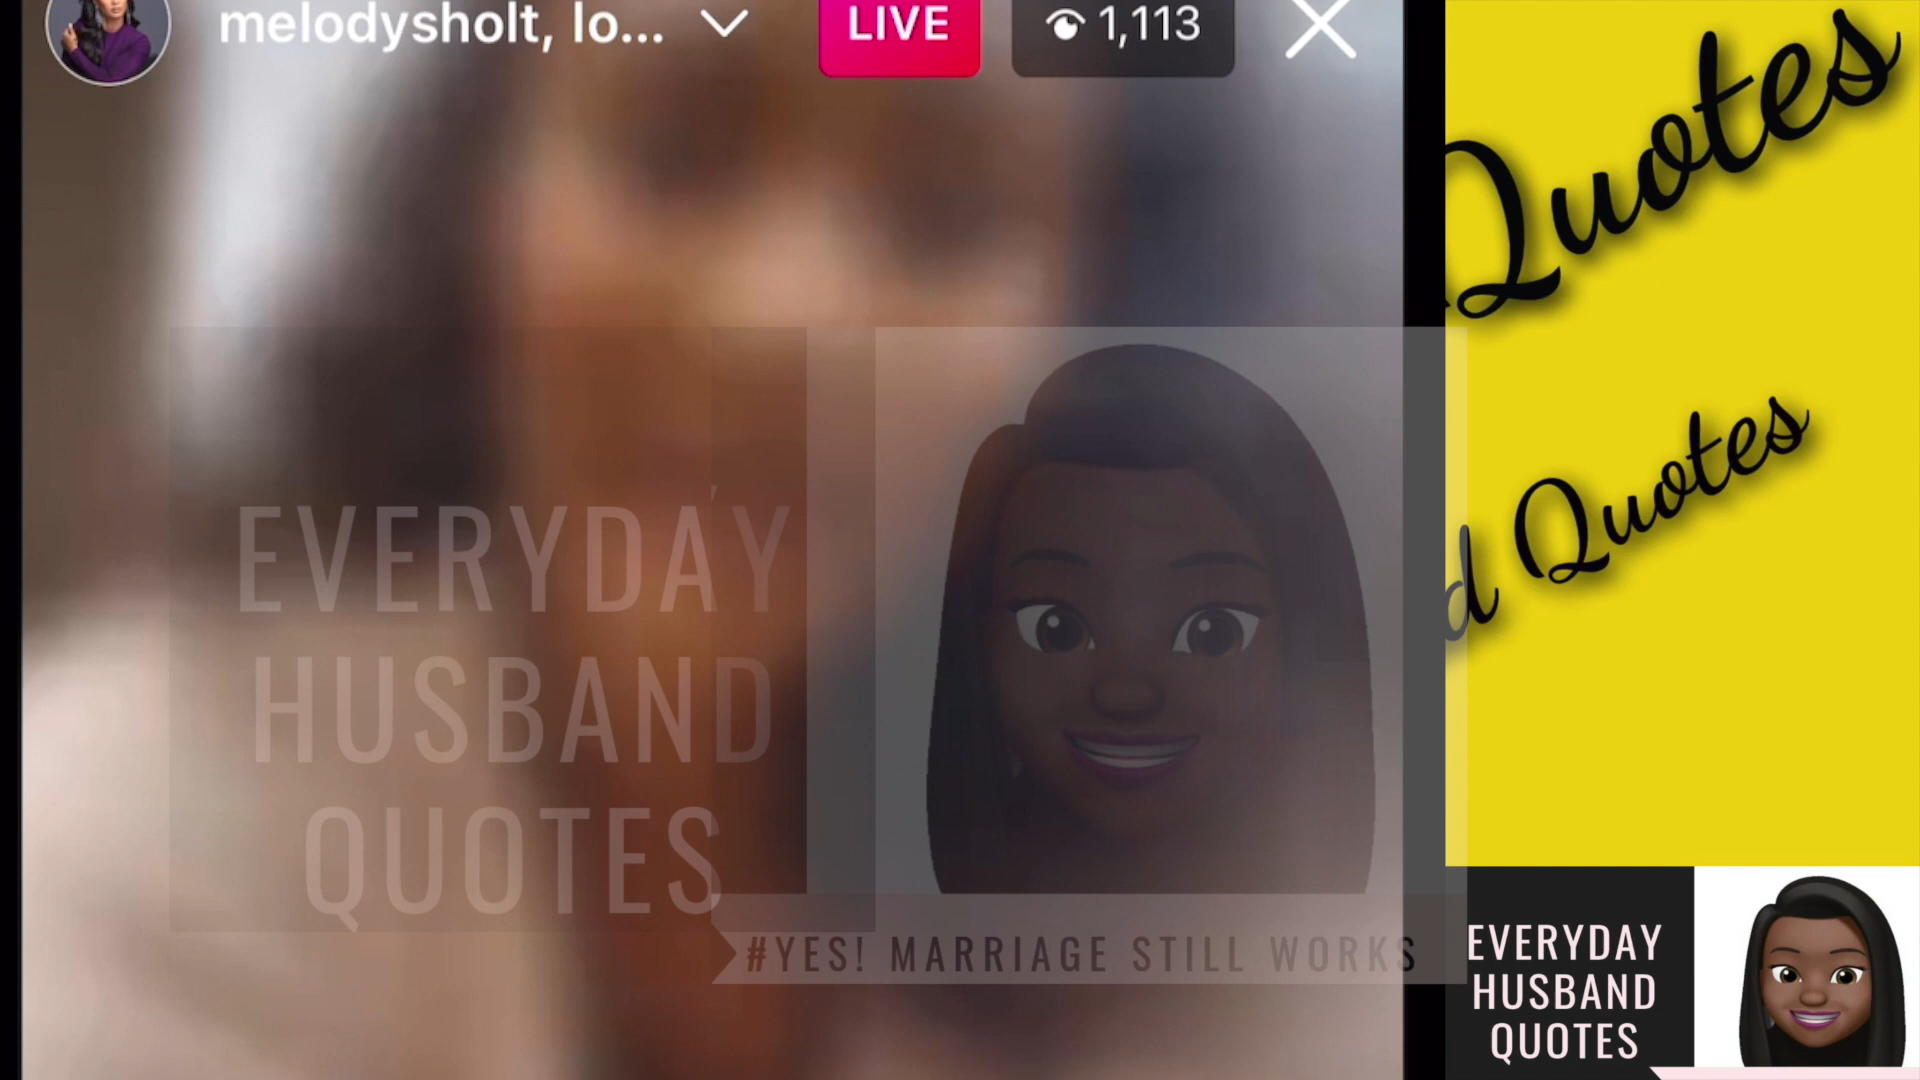 melodysholt, lo...
LIVE
1,113
Quotes
d Quotes
EVERYDAY
HUSBAND
QUOTES
#YES! MARRIAGE STILL WORKS
EVERYDAY
HUSBAND
QUOTES